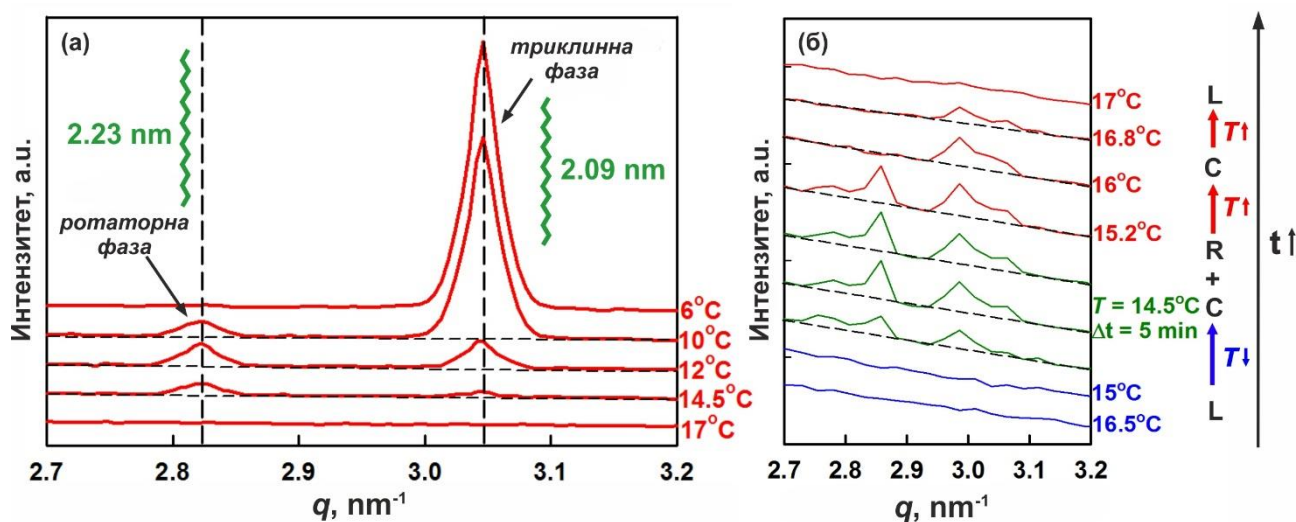 (а)
триклинна
фаза
2.23 nm
2.09 nm
ротаторна
фаза
Интензитет, a.u.
6°C
10°C
12°C
14.5°C
17°C
2.7 2.8 2.9 3.0 3.1 3.2
q, nm⁻¹
(б)
Интензитет, a.u.
17°C
16.8°C
16°C
15.2°C
T = 14.5°C
Δt = 5 min
15°C
16.5°C
2.7 2.8 2.9 3.0 3.1 3.2
q, nm⁻¹
L
T↑
C
T↑
R
+
C
T↓
L
t↑